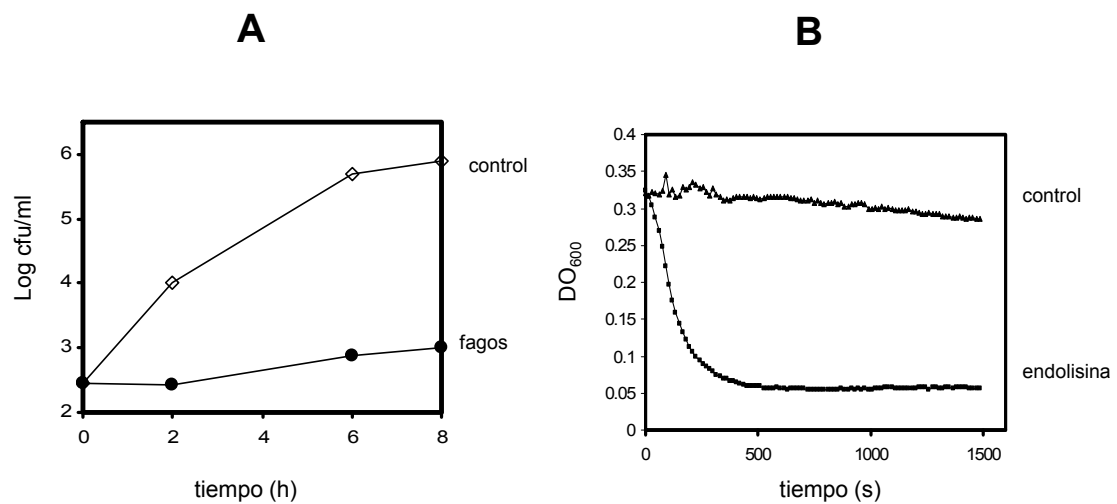 A
6
5
4
3
2
0 2 4 6 8
Log cfu/ml
tiempo (h)
control
fagos
B
0.4
0.35
0.3
0.25
0.2
0.15
0.1
0.05
0
0 500 1000 1500
DO600
tiempo (s)
control
endolisina